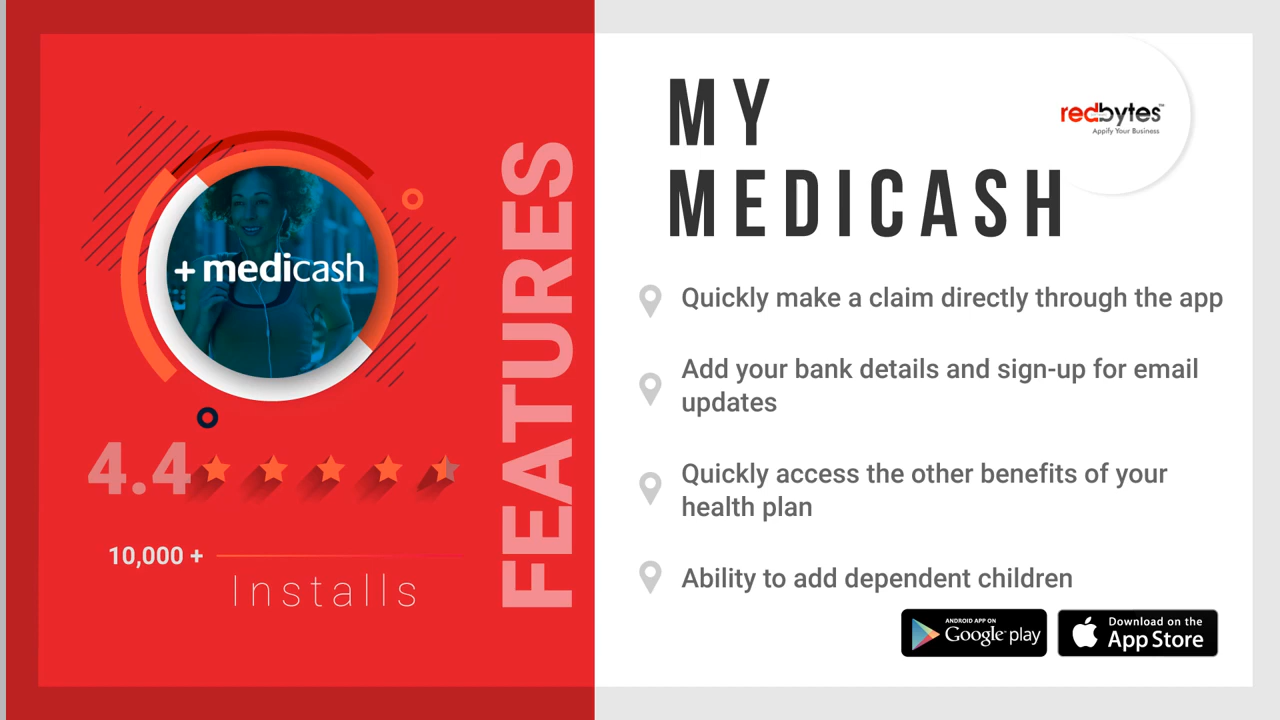 + medicash
4.4
10,000 +
Installs
FEATURES
MY
MEDICASH
redbytes™
Appify Your Business
Quickly make a claim directly through the app
Add your bank details and sign-up for email
updates
Quickly access the other benefits of your
health plan
Ability to add dependent children
ANDROID APP ON
Google play
Download on the
App Store